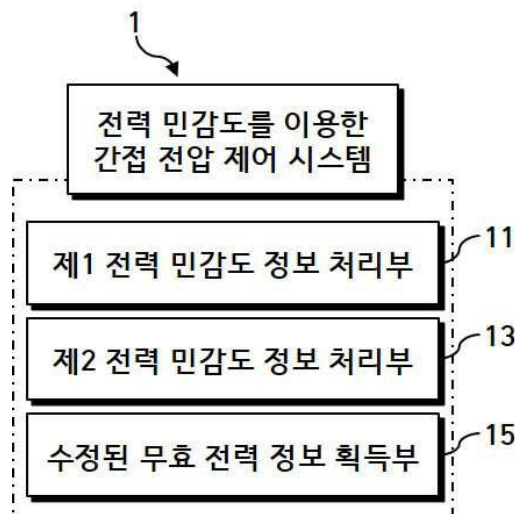 1
전력 민감도를 이용한
간접 전압 제어 시스템
제1 전력 민감도 정보 처리부
11
제2 전력 민감도 정보 처리부
13
수정된 무효 전력 정보 획득부
15